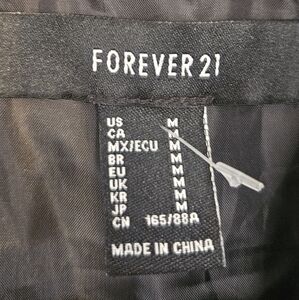 FOREVER 21
US M
CA M
MX/ECU M
BR M
EU M
UK M
KR M
JP M
CN 165/88A
MADE IN CHINA